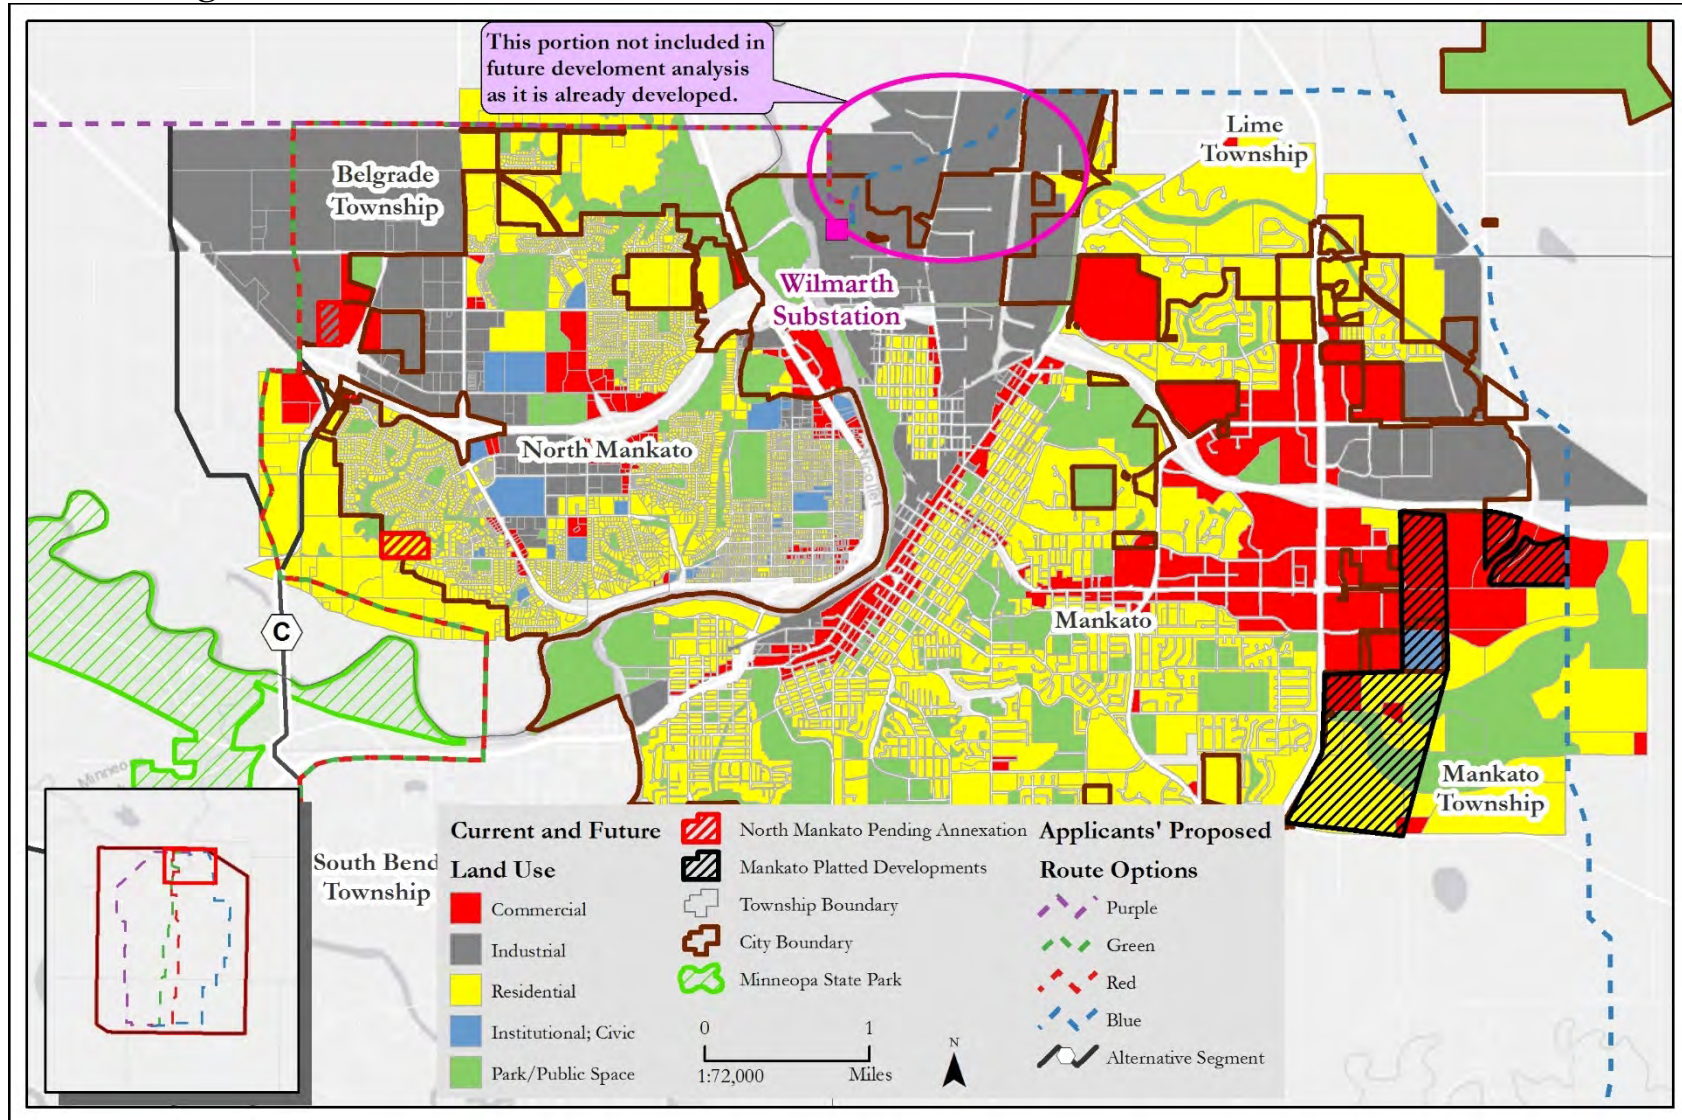 This portion not included in
future develoment analysis
as it is already developed.
Lime
Township
Belgrade
Township
Wilmarth
Substation
North Mankato
Nicollet
Mankato
C
Mankato
Township
Minneo
South Bend
Township
Current and Future
Land Use
Commercial
Industrial
Residential
Institutional; Civic
Park/Public Space
North Mankato Pending Annexation
Mankato Platted Developments
Township Boundary
City Boundary
Minneopa State Park
0 1
1:72,000 Miles
N
Applicants' Proposed
Route Options
Purple
Green
Red
Blue
Alternative Segment